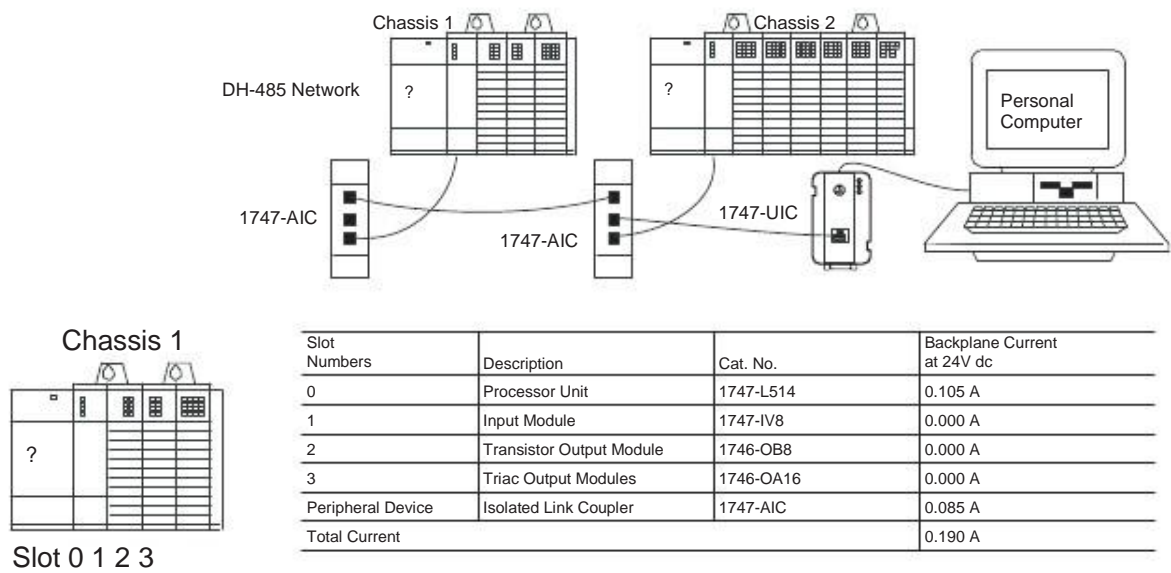 Chassis 1
Chassis 2
DH-485 Network
?
?
Personal
Computer
1747-AIC
1747-AIC
1747-UIC
Chassis 1
?
Slot 0 1 2 3
Slot Numbers Description Cat. No. Backplane Current at 24V dc
0 Processor Unit 1747-L514 0.105 A
1 Input Module 1747-IV8 0.000 A
2 Transistor Output Module 1746-OB8 0.000 A
3 Triac Output Modules 1746-OA16 0.000 A
Peripheral Device Isolated Link Coupler 1747-AIC 0.085 A
Total Current 0.190 A